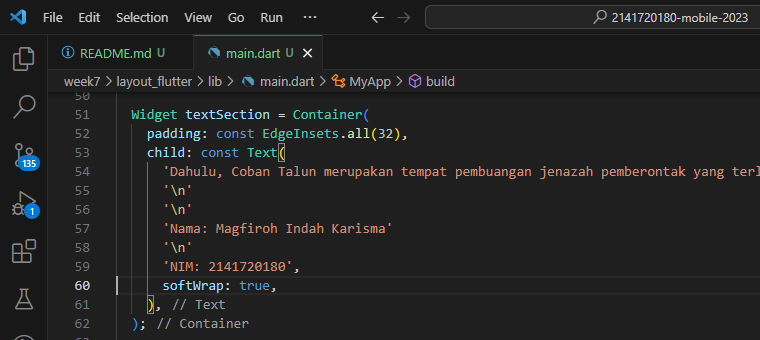 File Edit Selection View Go ··· ← → 2141720180-mobile-2023
README.md U main.dart U ×
week7 > layout_flutter > lib > main.dart > MyApp > build
50
51 Widget textSection = Container(
52 padding: const EdgeInsets.all(32),
53 child: const Text(
54 'Dahulu, Coban Talun merupakan tempat pembuangan jenazah pemberontak yang
55 '\n'
56 '\n'
57 'Nama: Magfiroh Indah Karisma'
58 '\n'
59 'NIM: 2141720180',
60 softWrap: true,
61 ), // Text
62 ); // Container
135
1